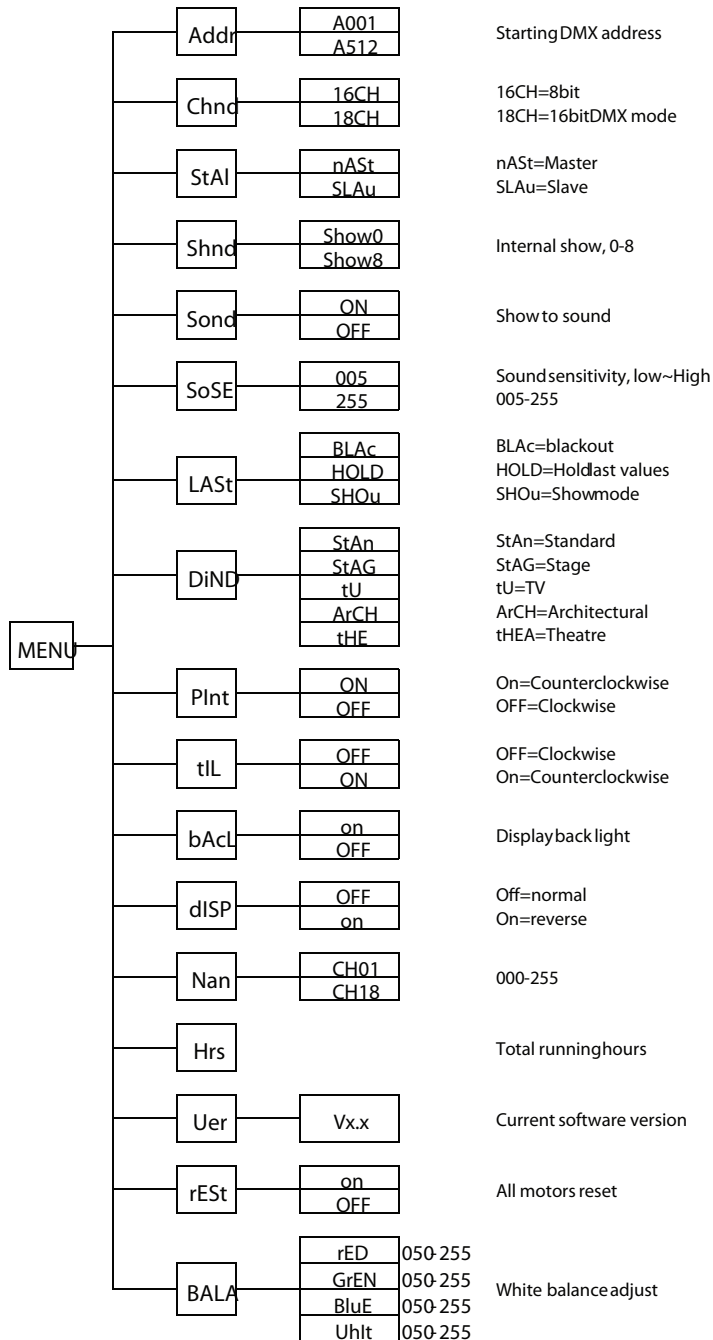 MENU
Addr
A001
A512
Starting DMX address
Chnd
16CH
18CH
16CH=8bit
18CH=16bitDMX mode
StAl
nASt
SLAu
nASt=Master
SLAu=Slave
Shnd
Show0
Show8
Internal show, 0-8
Sond
ON
OFF
Show to sound
SoSE
005
255
Sound sensitivity, low~High
005-255
LASt
BLAc
HOLD
SHOu
BLAc=blackout
HOLD=Hold last values
SHOu=Showmode
DiND
StAn
StAG
tU
ArCH
tHE
StAn=Standard
StAG=Stage
tU=TV
ArCH=Architectural
tHEA=Theatre
PInt
ON
OFF
On=Counterclockwise
OFF=Clockwise
tIL
OFF
ON
OFF=Clockwise
On=Counterclockwise
bAcL
on
OFF
Display back light
dISP
OFF
on
Off=normal
On=reverse
Nan
CH01
CH18
000-255
Hrs
Total running hours
Uer
Vx.x
Current software version
rESt
on
OFF
All motors reset
BALA
rED 050-255
GrEN 050-255
BluE 050-255
UhIt 050-255
White balance adjust